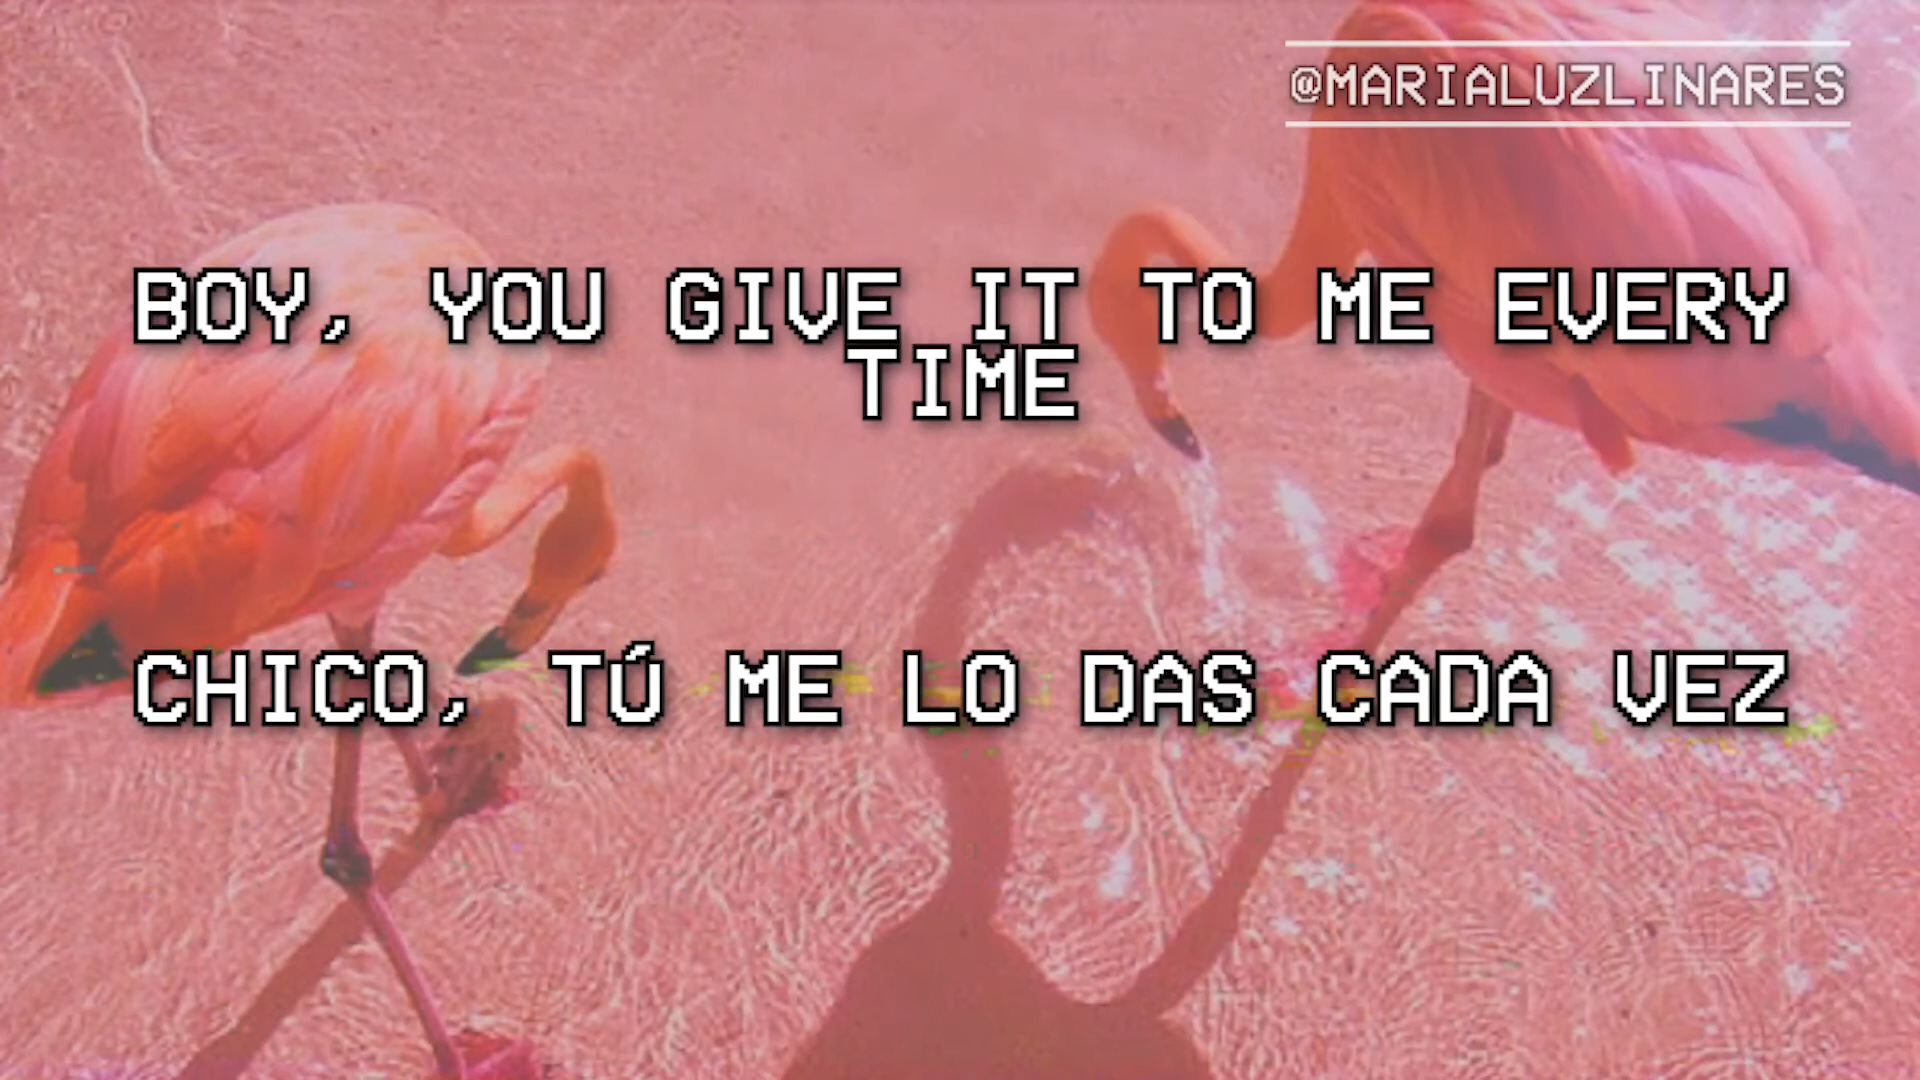 @MARIALUZLINARES
BOY, YOU GIVE IT TO ME EVERY
TIME
CHICO, TÚ ME LO DAS CADA VEZ